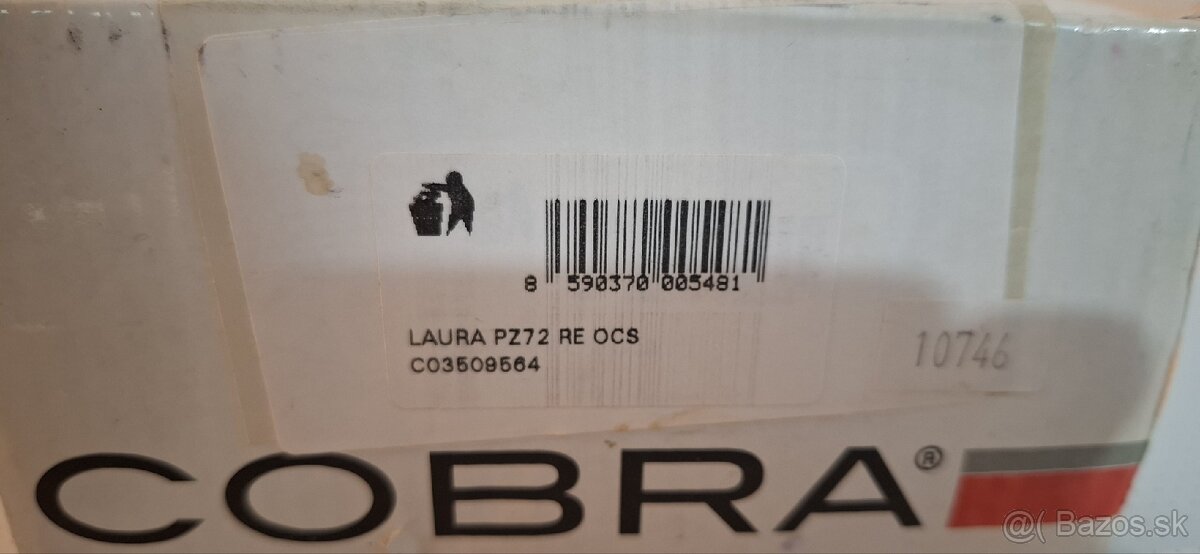 8 590370 005481
LAURA PZ72 RE OCS
C03509564
10746
COBRA®
@( Bazos.sk